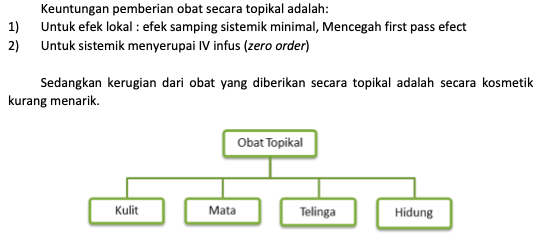 Keuntungan pemberian obat secara topikal adalah:
1) Untuk efek lokal : efek samping sistemik minimal, Mencegah first pass efect
2) Untuk sistemik menyerupai IV infus (zero order)
Sedangkan kerugian dari obat yang diberikan secara topikal adalah secara kosmetik
kurang menarik.
Obat Topikal
Kulit
Mata
Telinga
Hidung